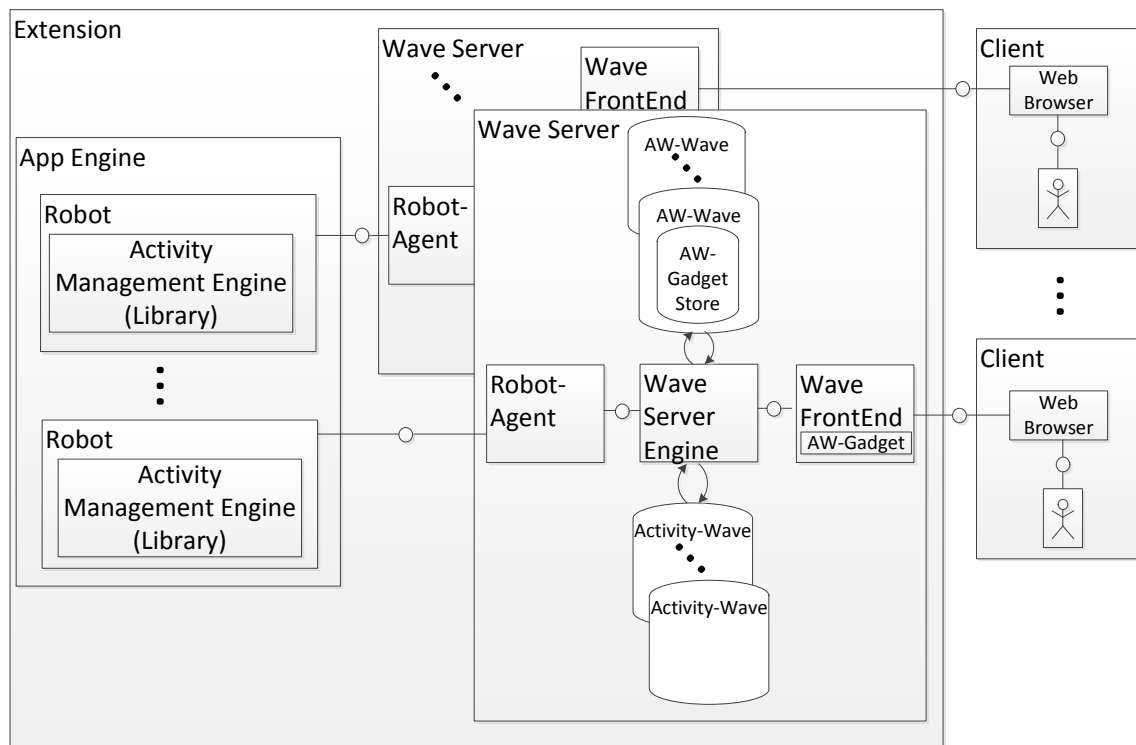 Extension
Wave Server
Wave
FrontEnd
Client
Web
Browser
Wave Server
AW-Wave
App Engine
Robot
Activity
Management Engine
(Library)
Robot-
Agent
AW-Wave
AW-
Gadget
Store
Client
Web
Browser
Robot-
Agent
Wave
Server
Engine
Wave
FrontEnd
AW-Gadget
Robot
Activity
Management Engine
(Library)
Activity-Wave
Activity-Wave